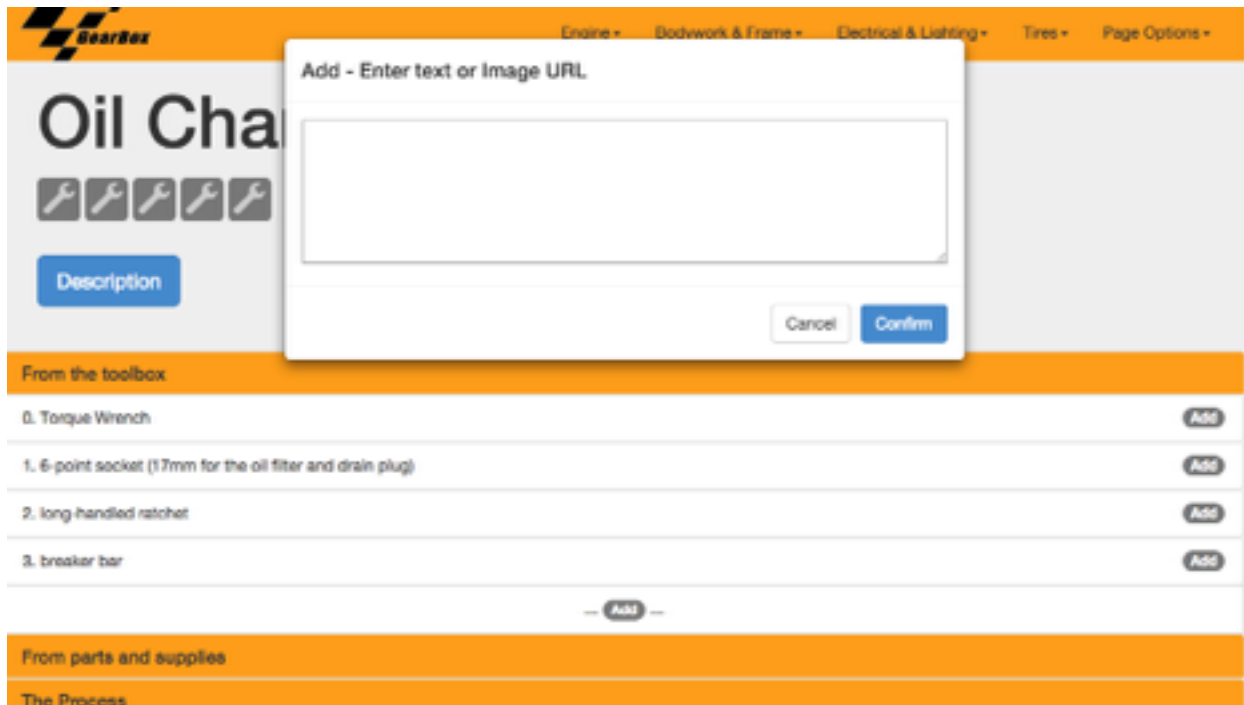 GearBox
Engine Bodywork & Frame Electrical & Lighting Tires Page Options
Add - Enter text or Image URL
Oil Cha
Description
Cancel Confirm
From the toolbox
0. Torque Wrench Add
1. 6-point socket (17mm for the oil filter and drain plug) Add
2. long-handled ratchet Add
3. breaker bar Add
... Add ...
From parts and supplies
The Process